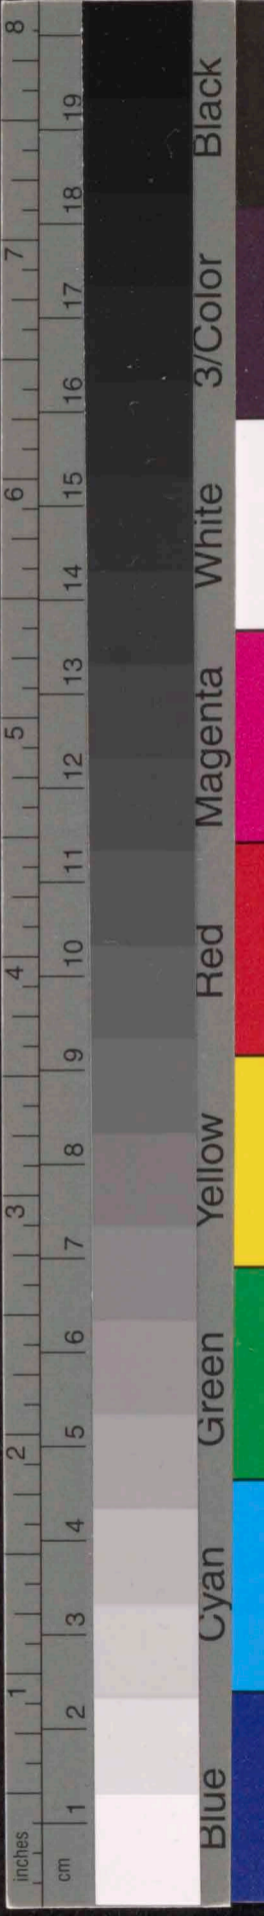 inches 1 2 3 4 5 6 7 8
cm 1 2 3 4 5 6 7 8 9 10 11 12 13 14 15 16 17 18 19
Blue Cyan Green Yellow Red Magenta White 3/Color Black